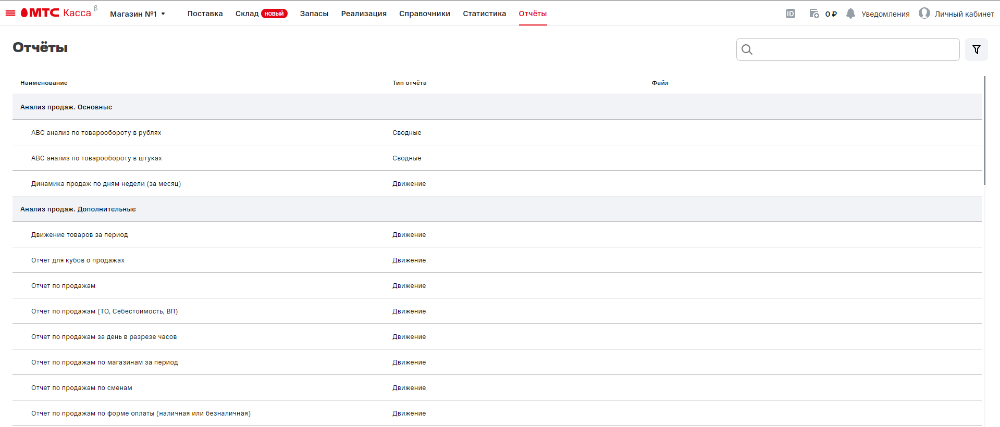 МТС Касса β Магазин №1 Поставка Склад НОВЫЙ Запасы Реализация Справочники Статистика Отчёты ID 0 ₽ Уведомления Личный кабинет
Отчёты
Наименование Тип отчёта Файл
Анализ продаж. Основные
ABC анализ по товарообороту в рублях Сводные
ABC анализ по товарообороту в штуках Сводные
Динамика продаж по дням недели (за месяц) Движение
Анализ продаж. Дополнительные
Движение товаров за период Движение
Отчет для кубов о продажах Движение
Отчет по продажам Движение
Отчет по продажам (ТО, Себестоимость, ВП) Движение
Отчет по продажам за день в разрезе часов Движение
Отчет по продажам по магазинам за период Движение
Отчет по продажам по сменам Движение
Отчет по продажам по форме оплаты (наличная или безналичная) Движение